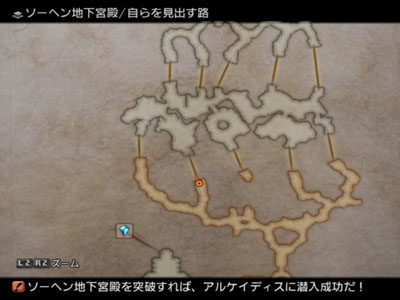 ソーヘン地下宮殿/自らを見出す路
L2 R2 ズーム
ソーヘン地下宮殿を突破すれば、アルケイディスに潜入成功だ!